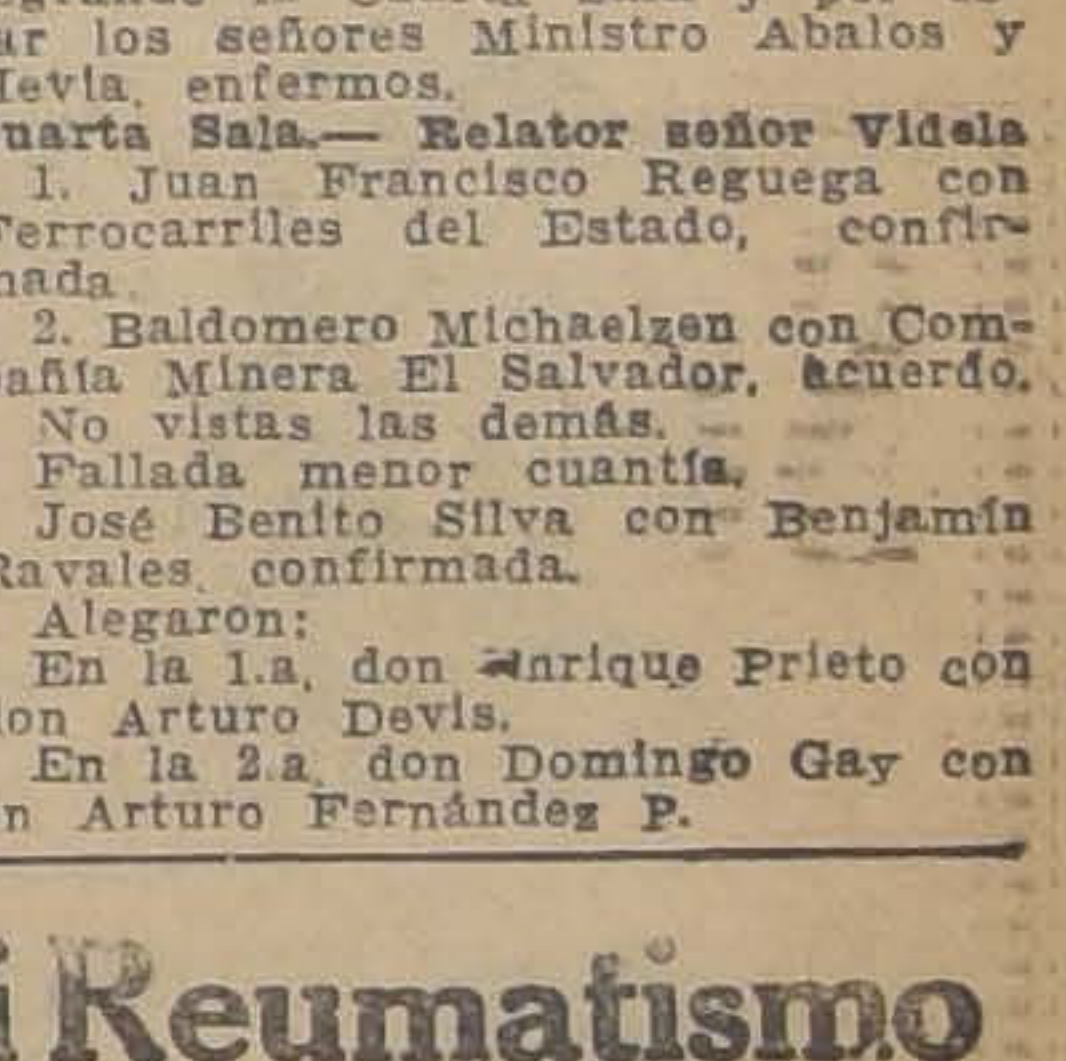 ar los señores Ministro Abalos y
Hevia, enfermos.
uarta Sala.— Relator señor Videla
1. Juan Francisco Reguega con
Ferrocarriles del Estado, confir-
mada.
2. Baldomero Michaelzen con Com-
pañía Minera El Salvador, acuerdo.
No vistas las demás.
Fallada menor cuantía,
José Benito Silva con Benjamín
Ravales, confirmada.
Alegaron:
En la 1.a, don Enrique Prieto con
don Arturo Devis.
En la 2.a, don Domingo Gay con
n Arturo Fernández P.
i Reumatismo